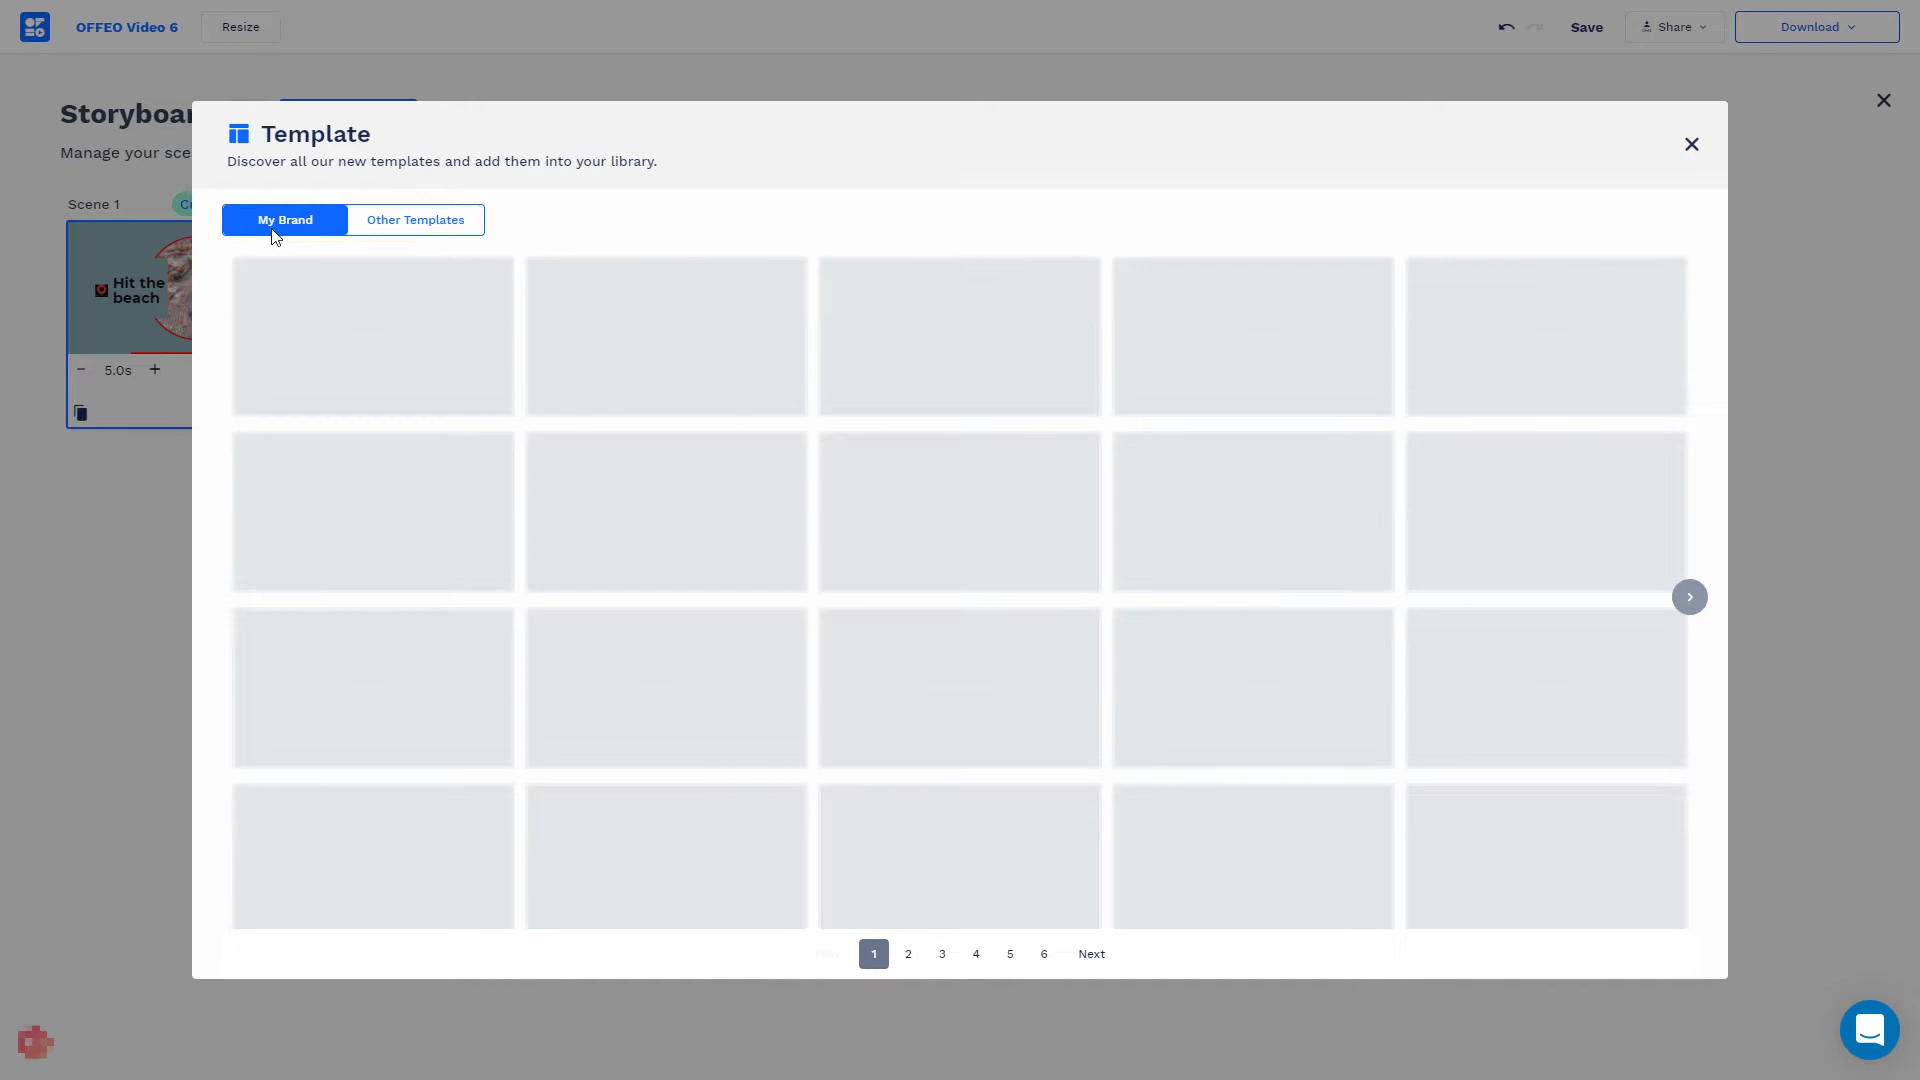 OFFEO Video 6
Resize
Save
Share
Download
Storyboar
Manage your sce
Template
Discover all our new templates and add them into your library.
My Brand
Other Templates
Scene 1
Cu
Hit the
beach
5.0s
Prev
1
2
3
4
5
6
Next